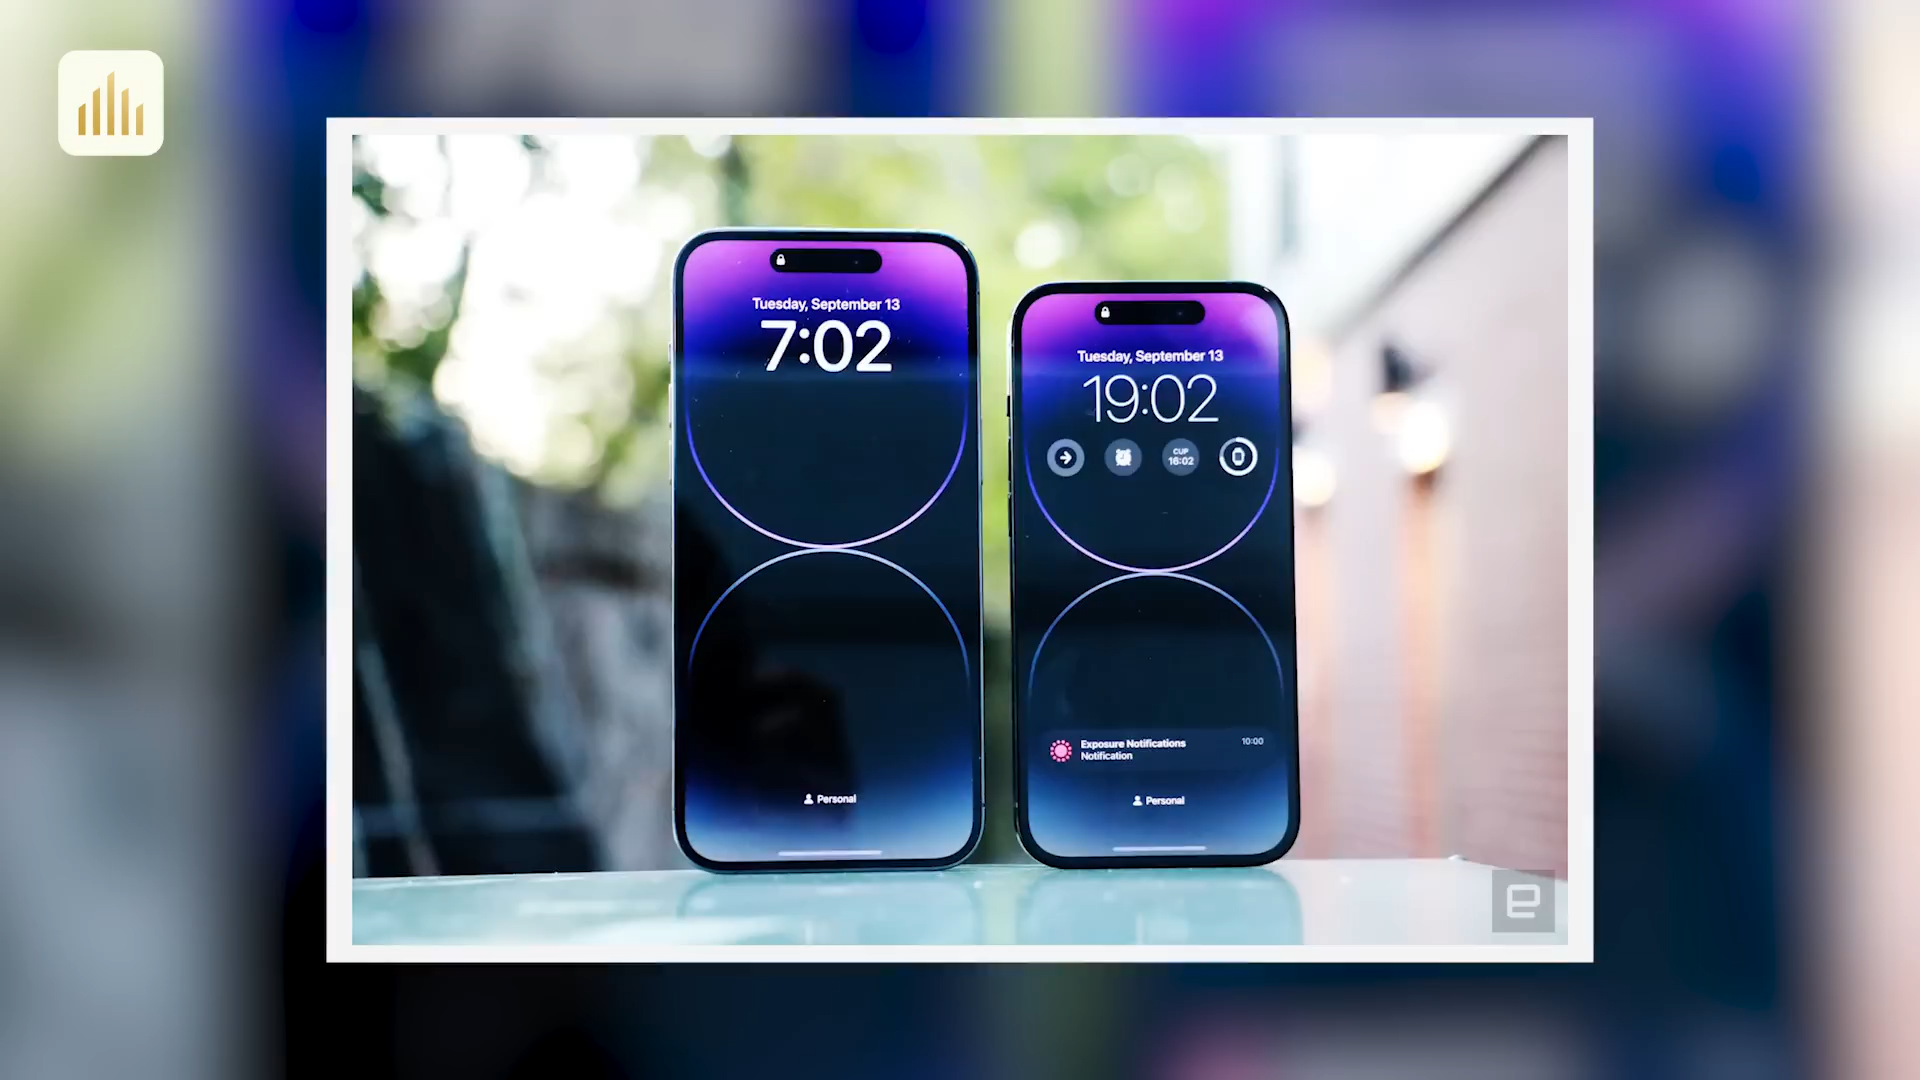 Tuesday, September 13
7:02
Personal
Tuesday, September 13
19:02
CUP
16:02
Exposure Notifications
10:00
Notification
Personal
e